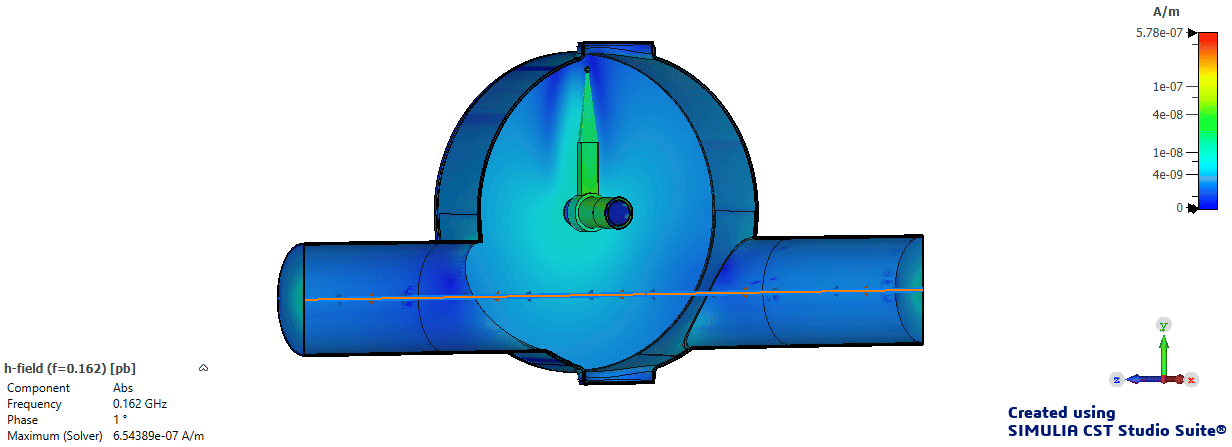 A/m
5.78e-07
1e-07
4e-08
1e-08
4e-09
0
y
z
x
h-field (f=0.162) [pb]
Component Abs
Frequency 0.162 GHz
Phase 1 °
Maximum (Solver) 6.54389e-07 A/m
Created using
SIMULIA CST Studio Suite®